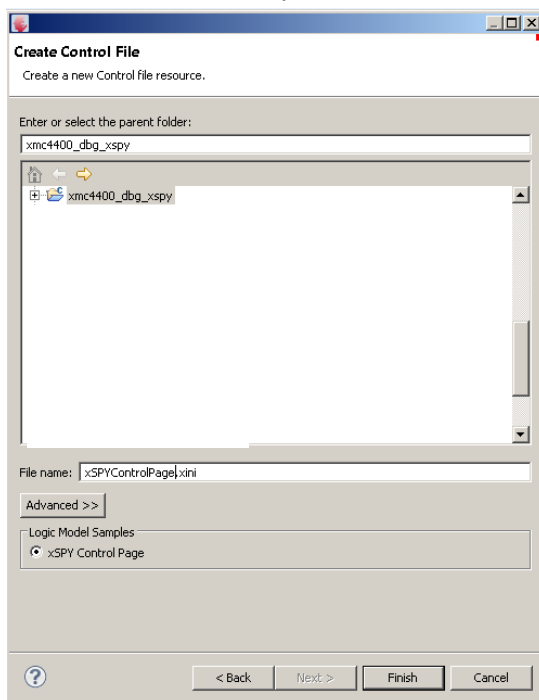 Create Control File
Create a new Control file resource.
Enter or select the parent folder:
xmc4400_dbg_xspy
xmc4400_dbg_xspy
File name: xSPYControlPage.xini
Advanced >>
Logic Model Samples
xSPY Control Page
? < Back Next > Finish Cancel